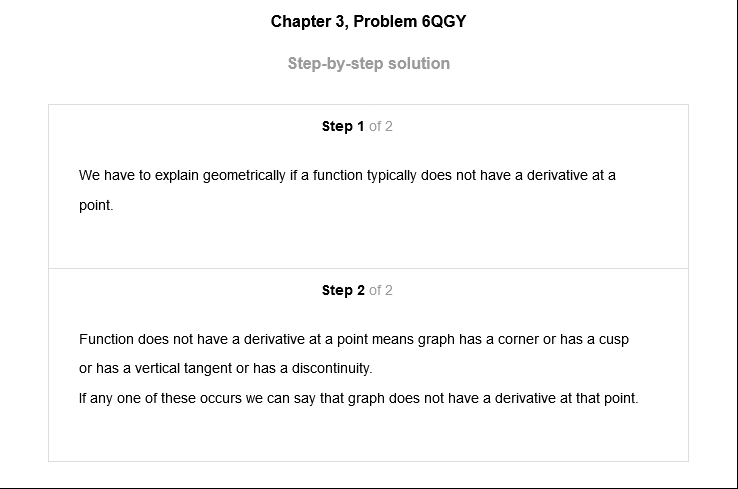 Chapter 3, Problem 6QGY
Step-by-step solution
Step 1 of 2
We have to explain geometrically if a function typically does not have a derivative at a
point.
Step 2 of 2
Function does not have a derivative at a point means graph has a corner or has a cusp
or has a vertical tangent or has a discontinuity.
If any one of these occurs we can say that graph does not have a derivative at that point.